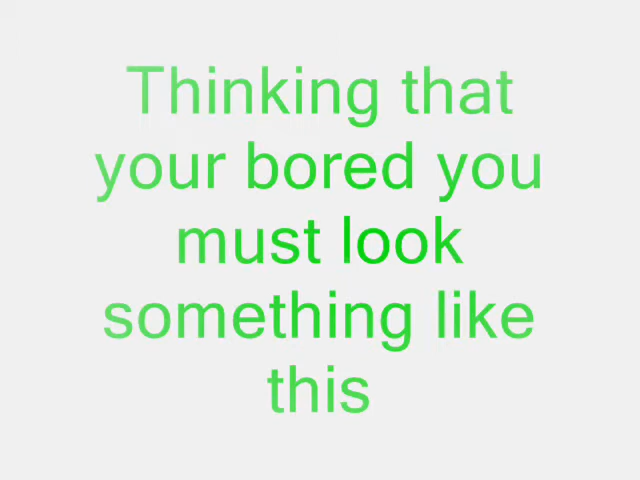 Thinking that
your bored you
must look
something like
this